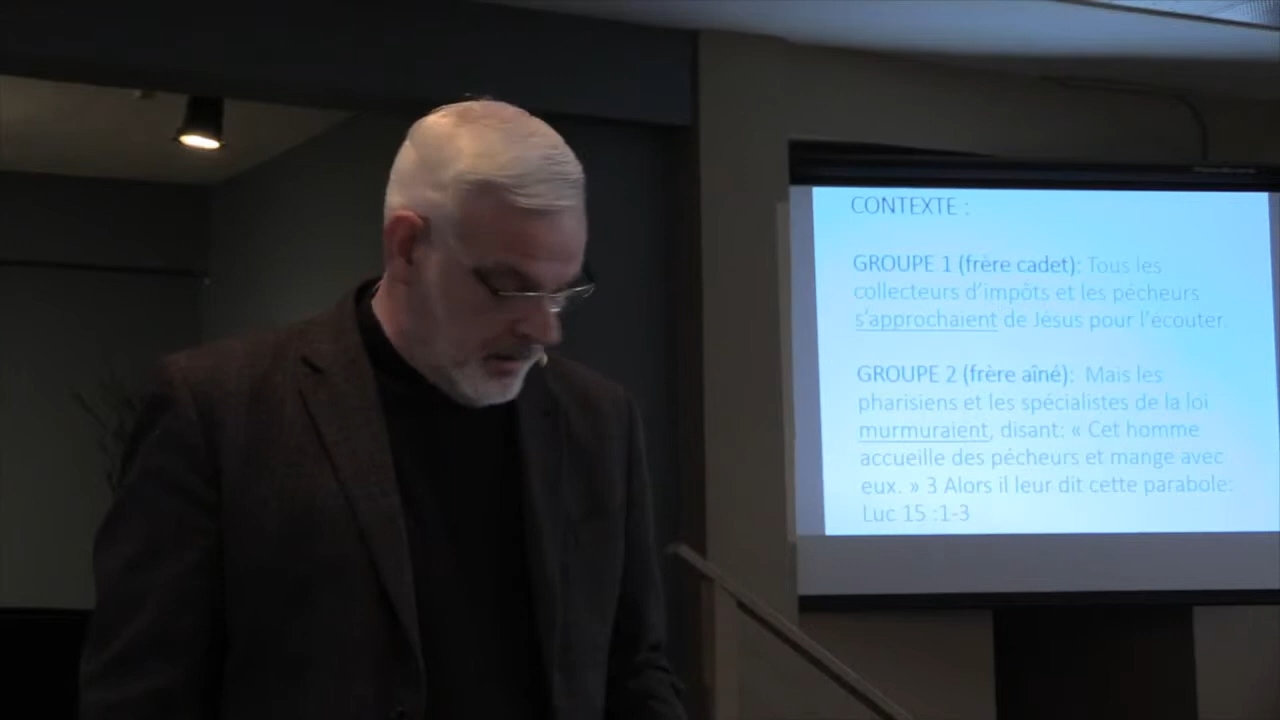 CONTEXTE :
GROUPE 1 (frère cadet): Tous les
collecteurs d'impôts et les pécheurs
s'approchaient de Jésus pour l'écouter.
GROUPE 2 (frère aîné): Mais les
pharisiens et les spécialistes de la loi
murmuraient, disant: « Cet homme
accueille des pécheurs et mange avec
eux. » 3 Alors il leur dit cette parabole:
Luc 15 :1-3